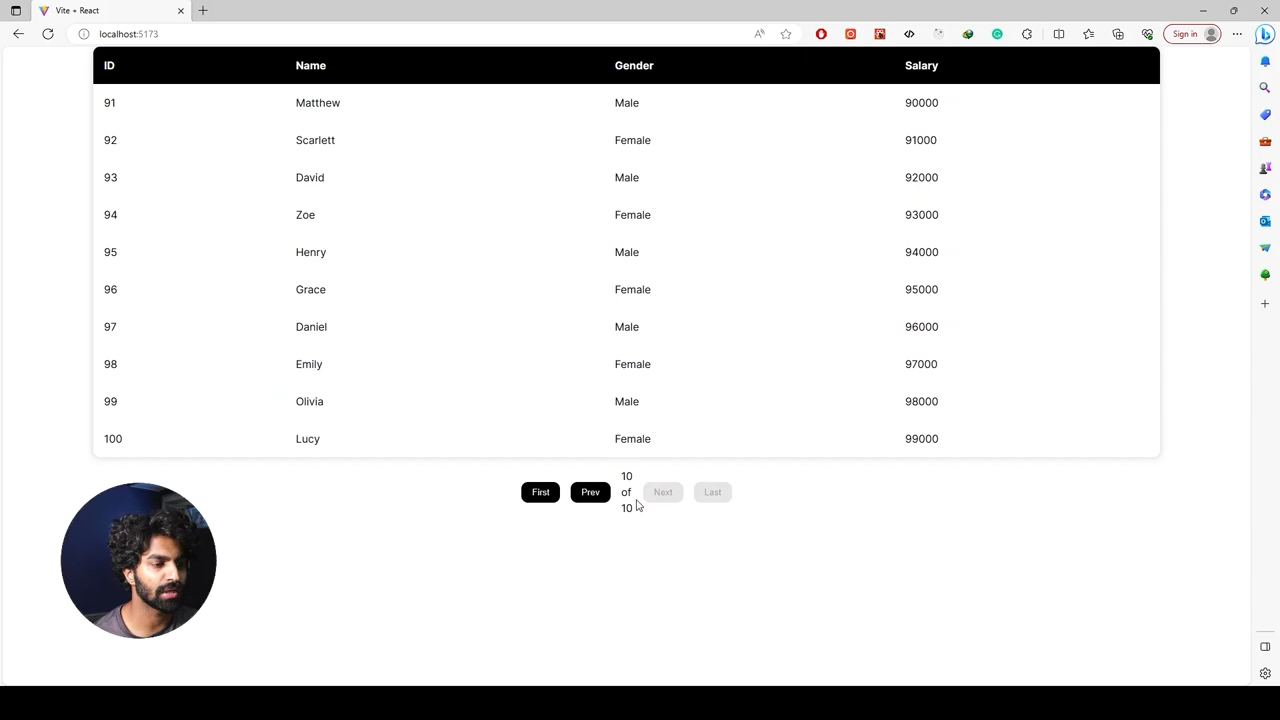 Vite + React
localhost:5173
Sign in
ID Name Gender Salary
91 Matthew Male 90000
92 Scarlett Female 91000
93 David Male 92000
94 Zoe Female 93000
95 Henry Male 94000
96 Grace Female 95000
97 Daniel Male 96000
98 Emily Female 97000
99 Olivia Male 98000
100 Lucy Female 99000
First Prev 10 of 10 Next Last